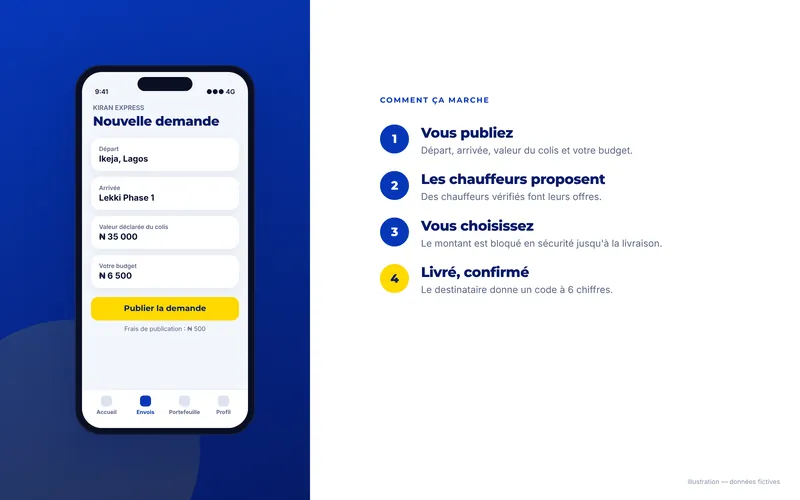 9:41
4G
KIRAN EXPRESS
Nouvelle demande
Départ
Ikeja, Lagos
Arrivée
Lekki Phase 1
Valeur déclarée du colis
₦ 35 000
Votre budget
₦ 6 500
Publier la demande
Frais de publication : ₦ 500
Accueil
Envois
Portefeuille
Profil
COMMENT ÇA MARCHE
1
Vous publiez
Départ, arrivée, valeur du colis et votre budget.
2
Les chauffeurs proposent
Des chauffeurs vérifiés font leurs offres.
3
Vous choisissez
Le montant est bloqué en sécurité jusqu'à la livraison.
4
Livré, confirmé
Le destinataire donne un code à 6 chiffres.
Illustration — données fictives